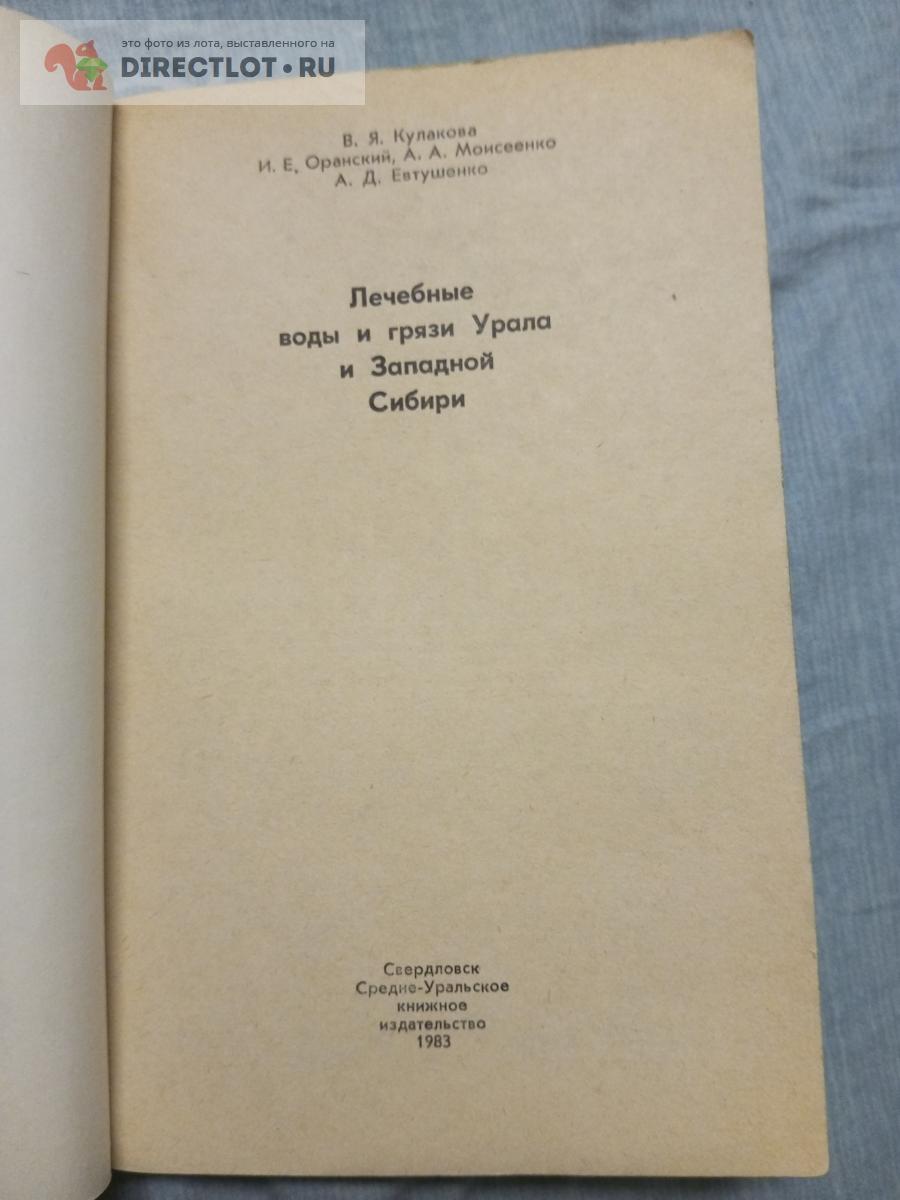 это фото из лота, выставленного на
DIRECTLOT.RU
В. Я. Кулакова
И. Е. Оранский, А. А. Моисеенко
А. Д. Евтушенко
Лечебные
воды и грязи Урала
и Западной
Сибири
Свердловск
Средне-Уральское
книжное
издательство
1983